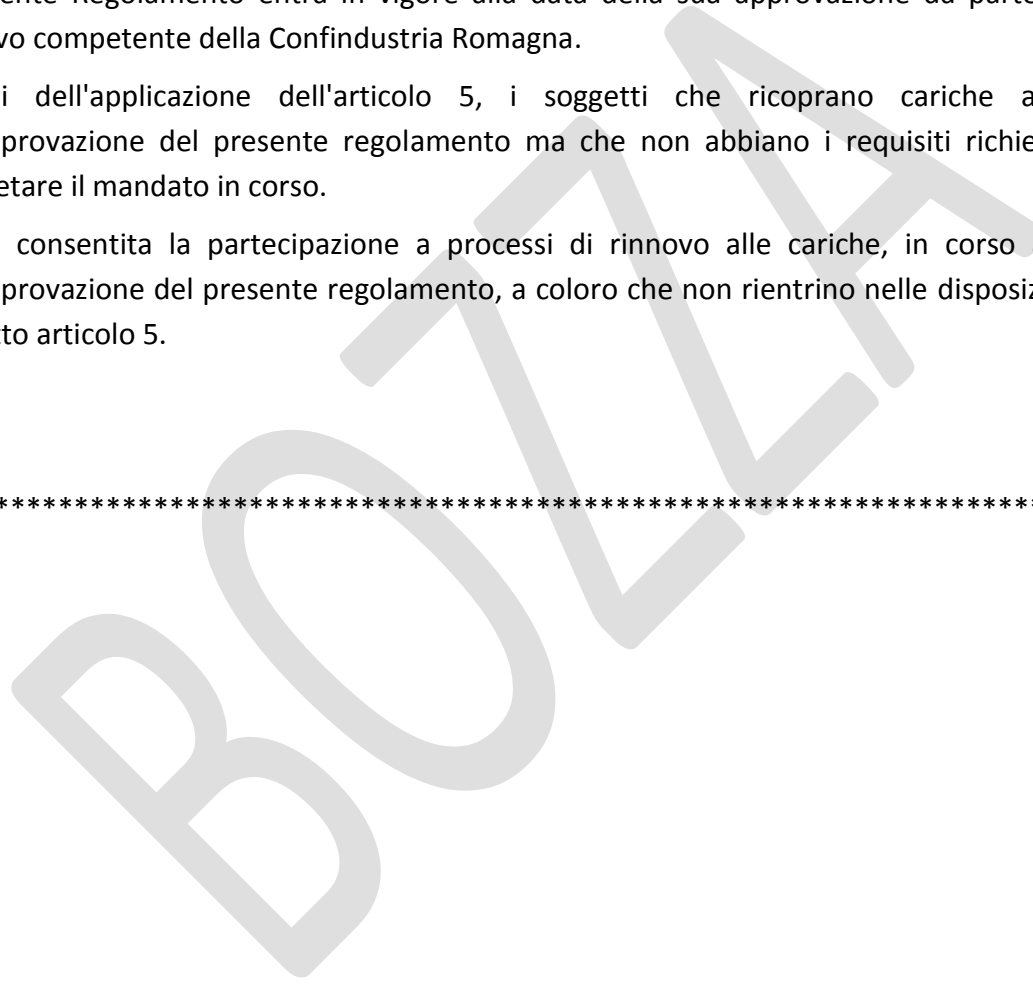 ente Regolamento entra in vigore alla data della sua approvazione da parte
vo competente della Confindustria Romagna.
i dell'applicazione dell'articolo 5, i soggetti che ricoprano cariche a
provazione del presente regolamento ma che non abbiano i requisiti richie
etare il mandato in corso.
consentita la partecipazione a processi di rinnovo alle cariche, in corso
provazione del presente regolamento, a coloro che non rientrino nelle disposiz
to articolo 5.
******************************************************************
BOZZA